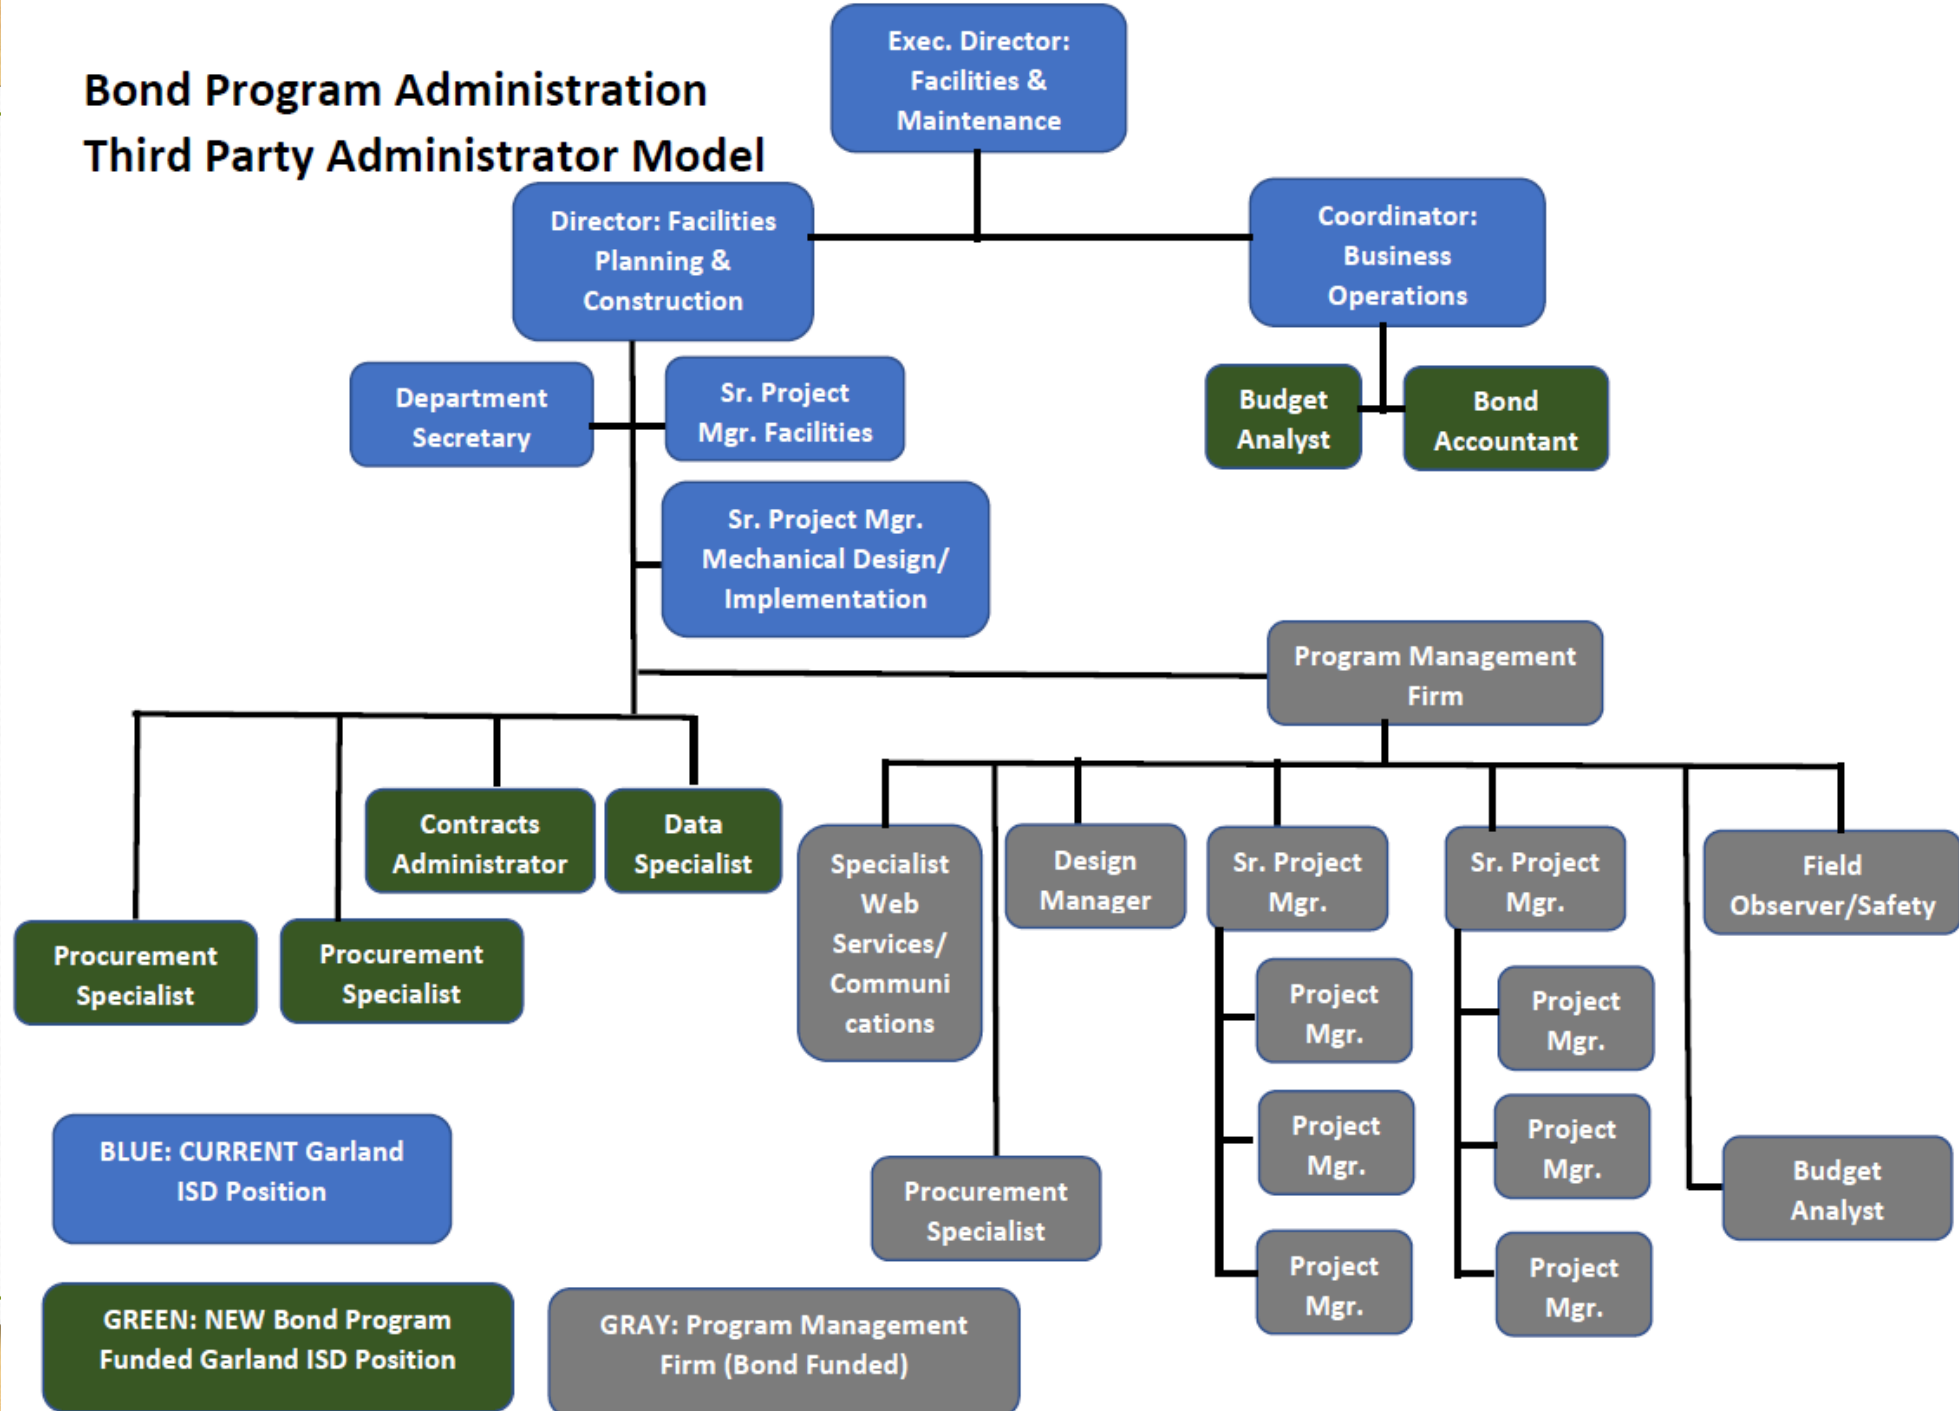 Bond Program Administration
Third Party Administrator Model
Exec. Director:
Facilities &
Maintenance
Director: Facilities
Planning &
Construction
Coordinator:
Business
Operations
Department
Secretary
Sr. Project
Mgr. Facilities
Budget
Analyst
Bond
Accountant
Sr. Project Mgr.
Mechanical Design/
Implementation
Program Management
Firm
Contracts
Administrator
Data
Specialist
Procurement
Specialist
Procurement
Specialist
Specialist
Web
Services/
Communi
cations
Design
Manager
Sr. Project
Mgr.
Sr. Project
Mgr.
Field
Observer/Safety
Project
Mgr.
Project
Mgr.
Project
Mgr.
Project
Mgr.
Project
Mgr.
Project
Mgr.
Procurement
Specialist
Budget
Analyst
BLUE: CURRENT Garland
ISD Position
GREEN: NEW Bond Program
Funded Garland ISD Position
GRAY: Program Management
Firm (Bond Funded)